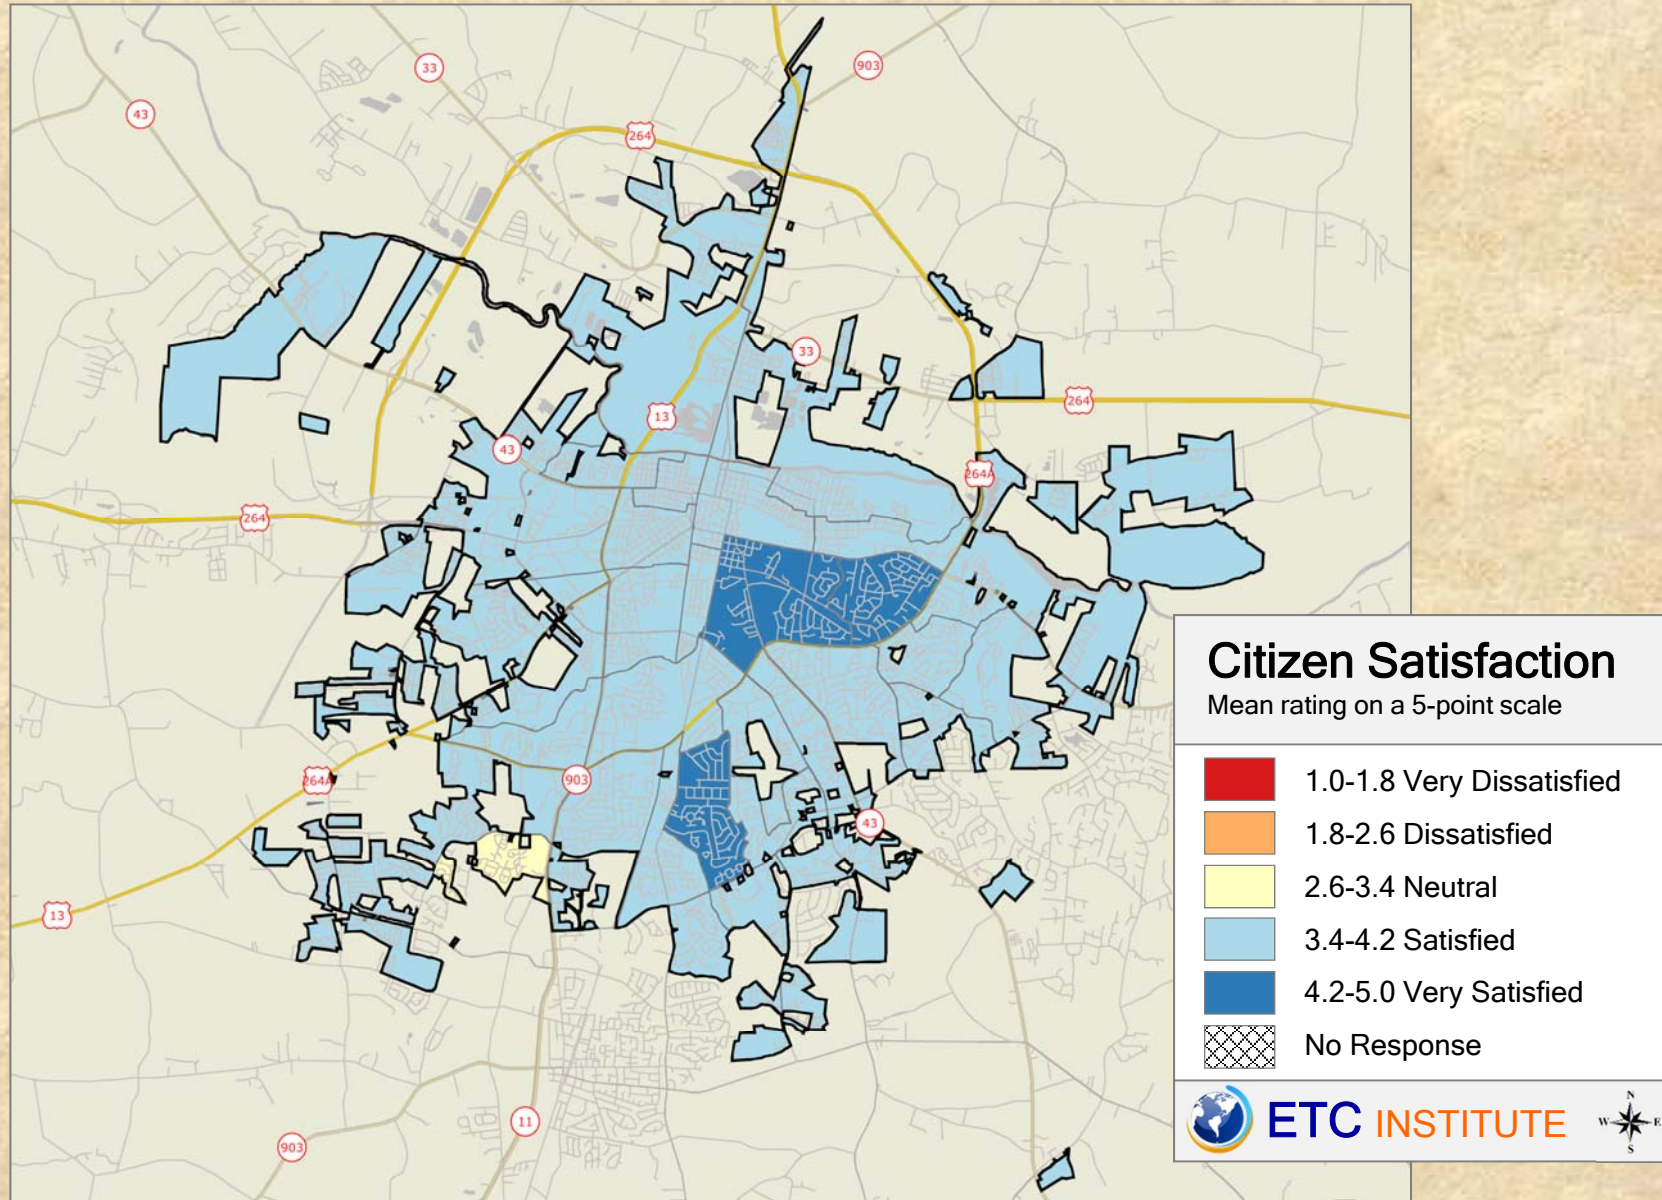 33
903
43
264
33
264
13
43
264A
264
264A
903
43
13
11
903
Citizen Satisfaction
Mean rating on a 5-point scale
1.0-1.8 Very Dissatisfied
1.8-2.6 Dissatisfied
2.6-3.4 Neutral
3.4-4.2 Satisfied
4.2-5.0 Very Satisfied
No Response
ETC INSTITUTE
N
W E
S